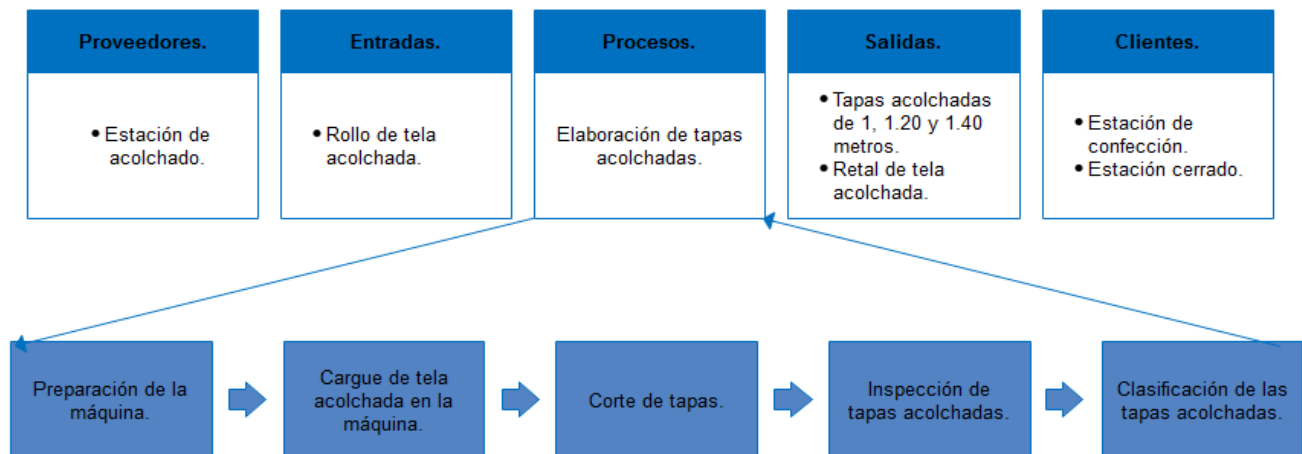 Proveedores.
Entradas.
Procesos.
Salidas.
Clientes.
• Estación de
acolchado.
• Rollo de tela
acolchada.
Elaboración de tapas
acolchadas.
• Tapas acolchadas
de 1, 1.20 y 1.40
metros.
• Retal de tela
acolchada.
• Estación de
confección.
• Estación cerrado.
Preparación de la
máquina.
Cargue de tela
acolchada en la
máquina.
Corte de tapas.
Inspección de
tapas acolchadas.
Clasificación de las
tapas acolchadas.